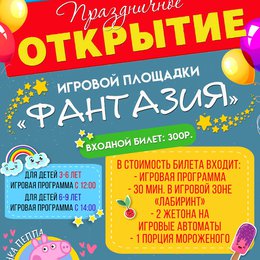 Праздничное
ОТКРЫТИЕ
ИГРОВОЙ ПЛОЩАДКИ
«ФАНТАЗИЯ»
ВХОДНОЙ БИЛЕТ: 300Р.
ДЛЯ ДЕТЕЙ 3-6 ЛЕТ
ИГРОВАЯ ПРОГРАММА С 12:00
ДЛЯ ДЕТЕЙ 6-9 ЛЕТ
ИГРОВАЯ ПРОГРАММА С 14:00
В СТОИМОСТЬ БИЛЕТА ВХОДИТ:
- ИГРОВАЯ ПРОГРАММА
- 30 МИН. В ИГРОВОЙ ЗОНЕ
«ЛАБИРИНТ»
- 2 ЖЕТОНА НА
ИГРОВЫЕ АВТОМАТЫ
- 1 ПОРЦИЯ МОРОЖЕНОГО